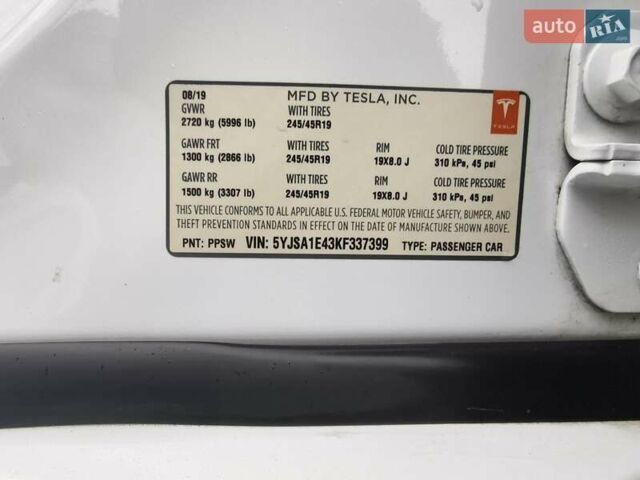 auto RIA
.com
08/19 MFD BY TESLA, INC.
GVWR WITH TIRES
2720 kg (5996 lb) 245/45R19
TESLA
GAWR FRT WITH TIRES RIM COLD TIRE PRESSURE
1300 kg (2866 lb) 245/45R19 19X8.0 J 310 kPa, 45 psi
GAWR RR WITH TIRES RIM COLD TIRE PRESSURE
1500 kg (3307 lb) 245/45R19 19X8.0 J 310 kPa, 45 psi
THIS VEHICLE CONFORMS TO ALL APPLICABLE U.S. FEDERAL MOTOR VEHICLE SAFETY, BUMPER, AND
THEFT PREVENTION STANDARDS IN EFFECT ON THE DATE OF MANUFACTURE SHOWN ABOVE.
PNT: PPSW VIN: 5YJSA1E43KF337399 TYPE: PASSENGER CAR